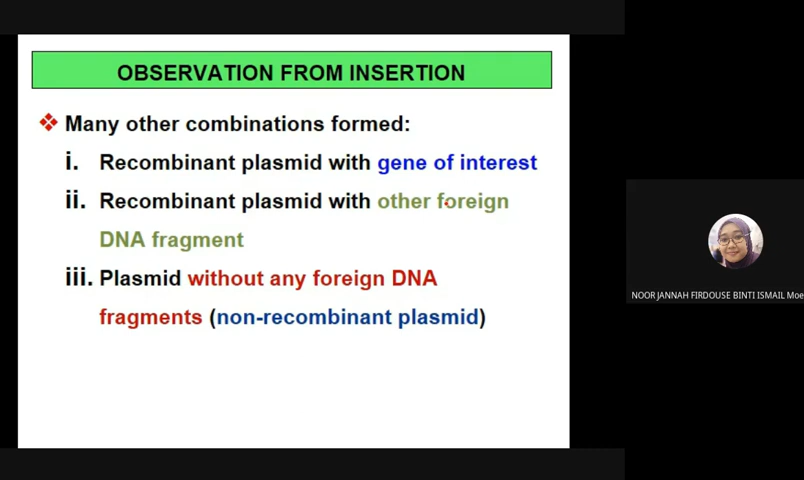 OBSERVATION FROM INSERTION
❖ Many other combinations formed:
i. Recombinant plasmid with gene of interest
ii. Recombinant plasmid with other foreign
DNA fragment
iii. Plasmid without any foreign DNA
fragments (non-recombinant plasmid)
NOOR JANNAH FIRDOUSE BINTI ISMAIL Moe